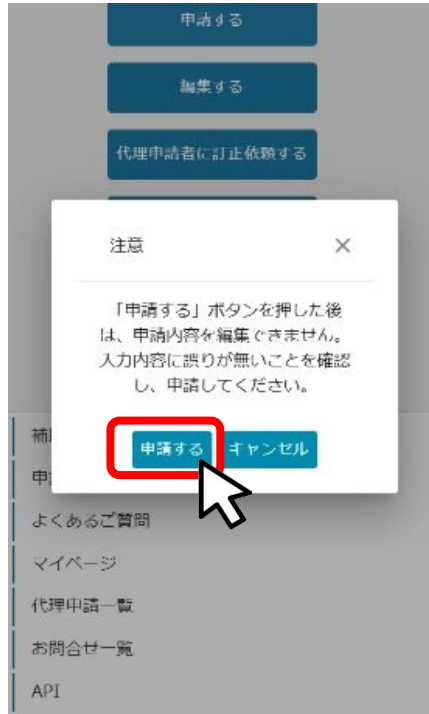 申請する
編集する
代理申請者に訂正依頼する
注意
「申請する」ボタンを押した後
は、申請内容を編集できません。
入力内容に誤りが無いことを確認
し、申請してください。
申請する キャンセル
補
申
よくあるご質問
マイページ
代理申請一覧
お問合せ一覧
API